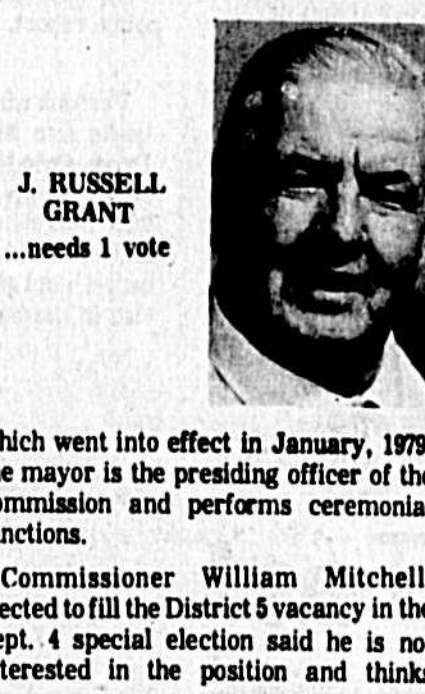 J. RUSSELL
GRANT
...needs 1 vote
hich went into effect in January, 1979
e mayor is the presiding officer of the
ommission and performs ceremonia
nctions.
Commissioner William Mitchell
ected to fill the District 5 vacancy in the
ept. 4 special election said he is no
terested in the position and thinks